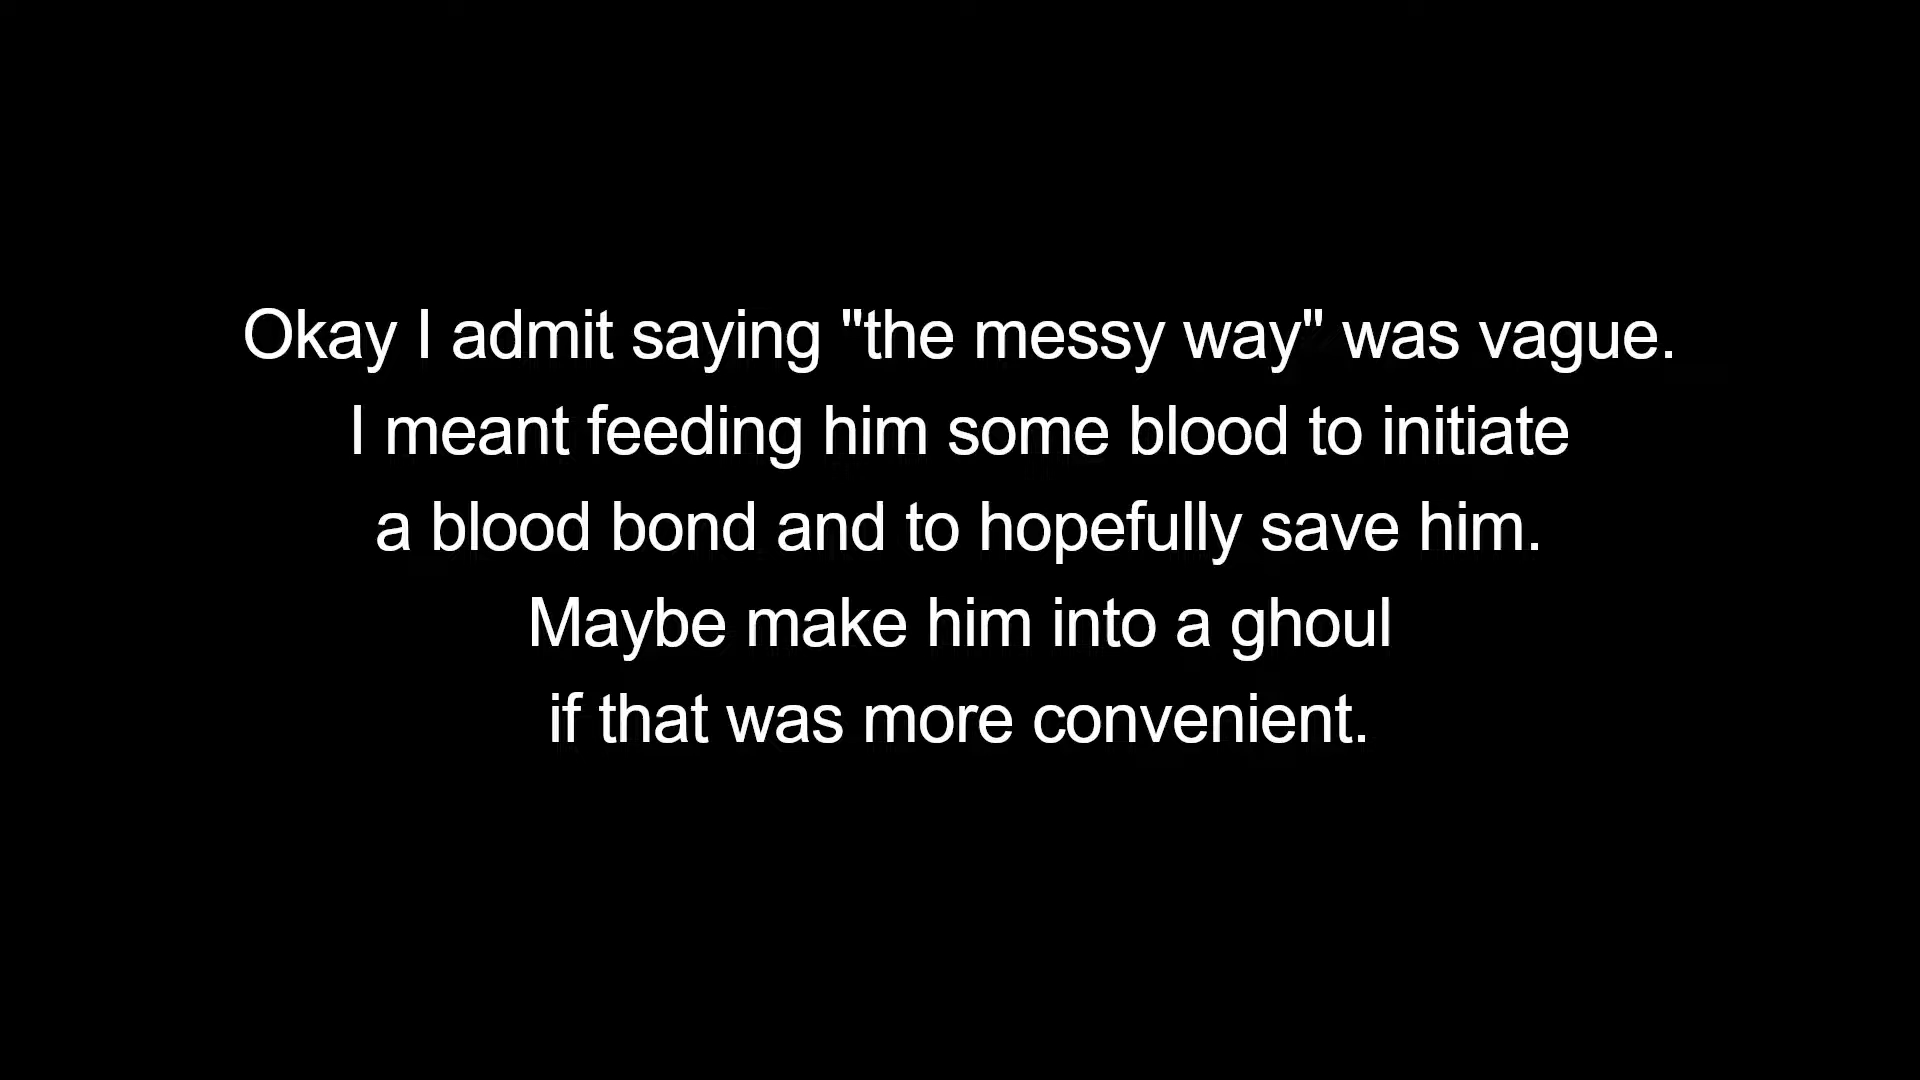 Okay I admit saying "the messy way" was vague.
I meant feeding him some blood to initiate
a blood bond and to hopefully save him.
Maybe make him into a ghoul
if that was more convenient.